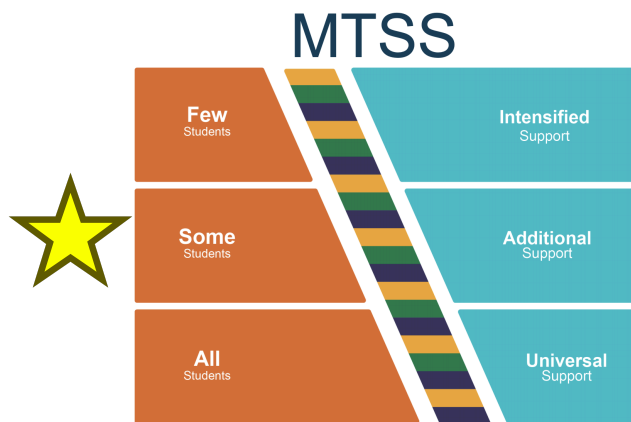 MTSS
Few
Students
Intensified
Support
Some
Students
Additional
Support
All
Students
Universal
Support